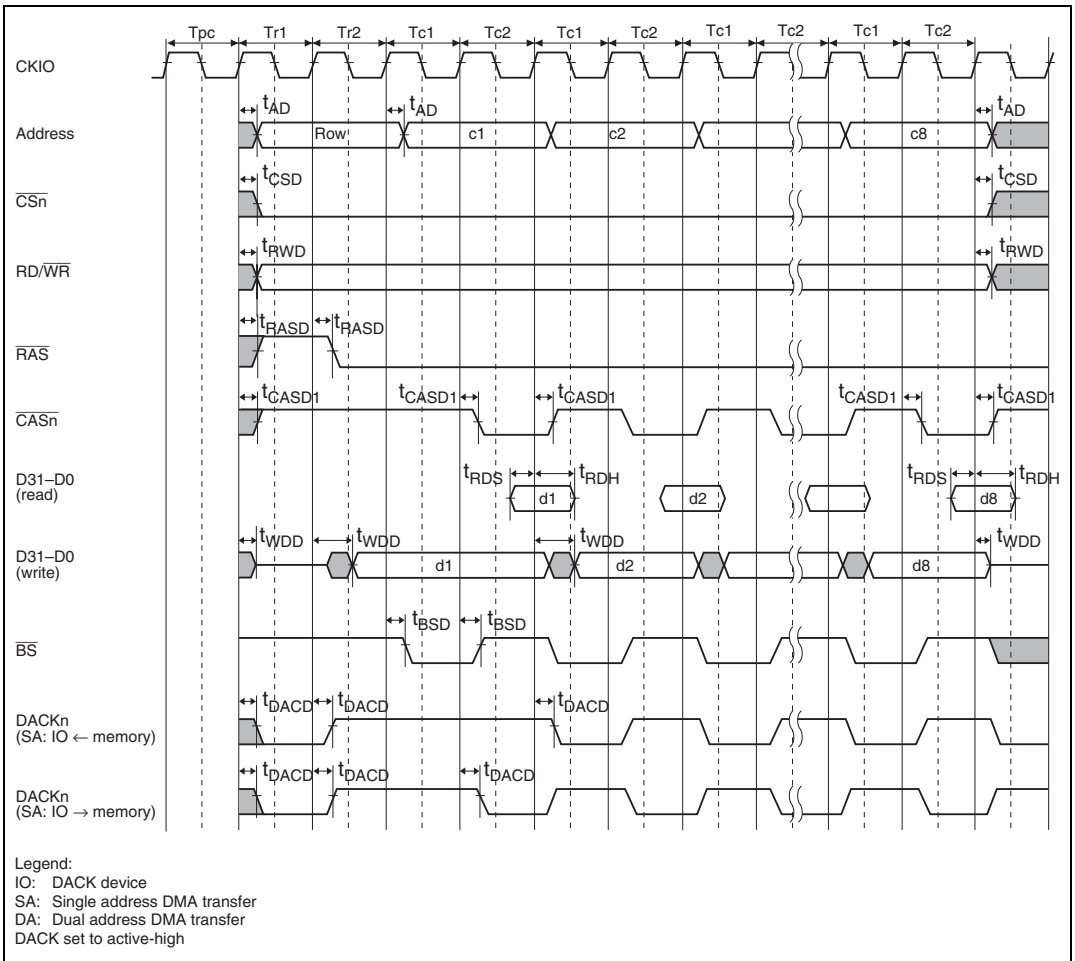 Tpc Tr1 Tr2 Tc1 Tc2 Tc1 Tc2 Tc1 Tc2 Tc1 Tc2
CKIO
tAD tAD tAD
Address Row c1 c2 c8
tCSD tCSD
CSn
tRWD tRWD
RD/WR
tRASD tRASD
RAS
tCASD1 tCASD1 tCASD1 tCASD1 tCASD1
CASn
D31–D0
(read)
tRDS d1 tRDH d2 tRDS d8 tRDH
tWDD tWDD tWDD tWDD
D31–D0
(write)
d1 d2 d8
tBSD tBSD
BS
tDACD tDACD tDACD
DACKn
(SA: IO ← memory)
tDACD tDACD tDACD
DACKn
(SA: IO → memory)
Legend:
IO: DACK device
SA: Single address DMA transfer
DA: Dual address DMA transfer
DACK set to active-high